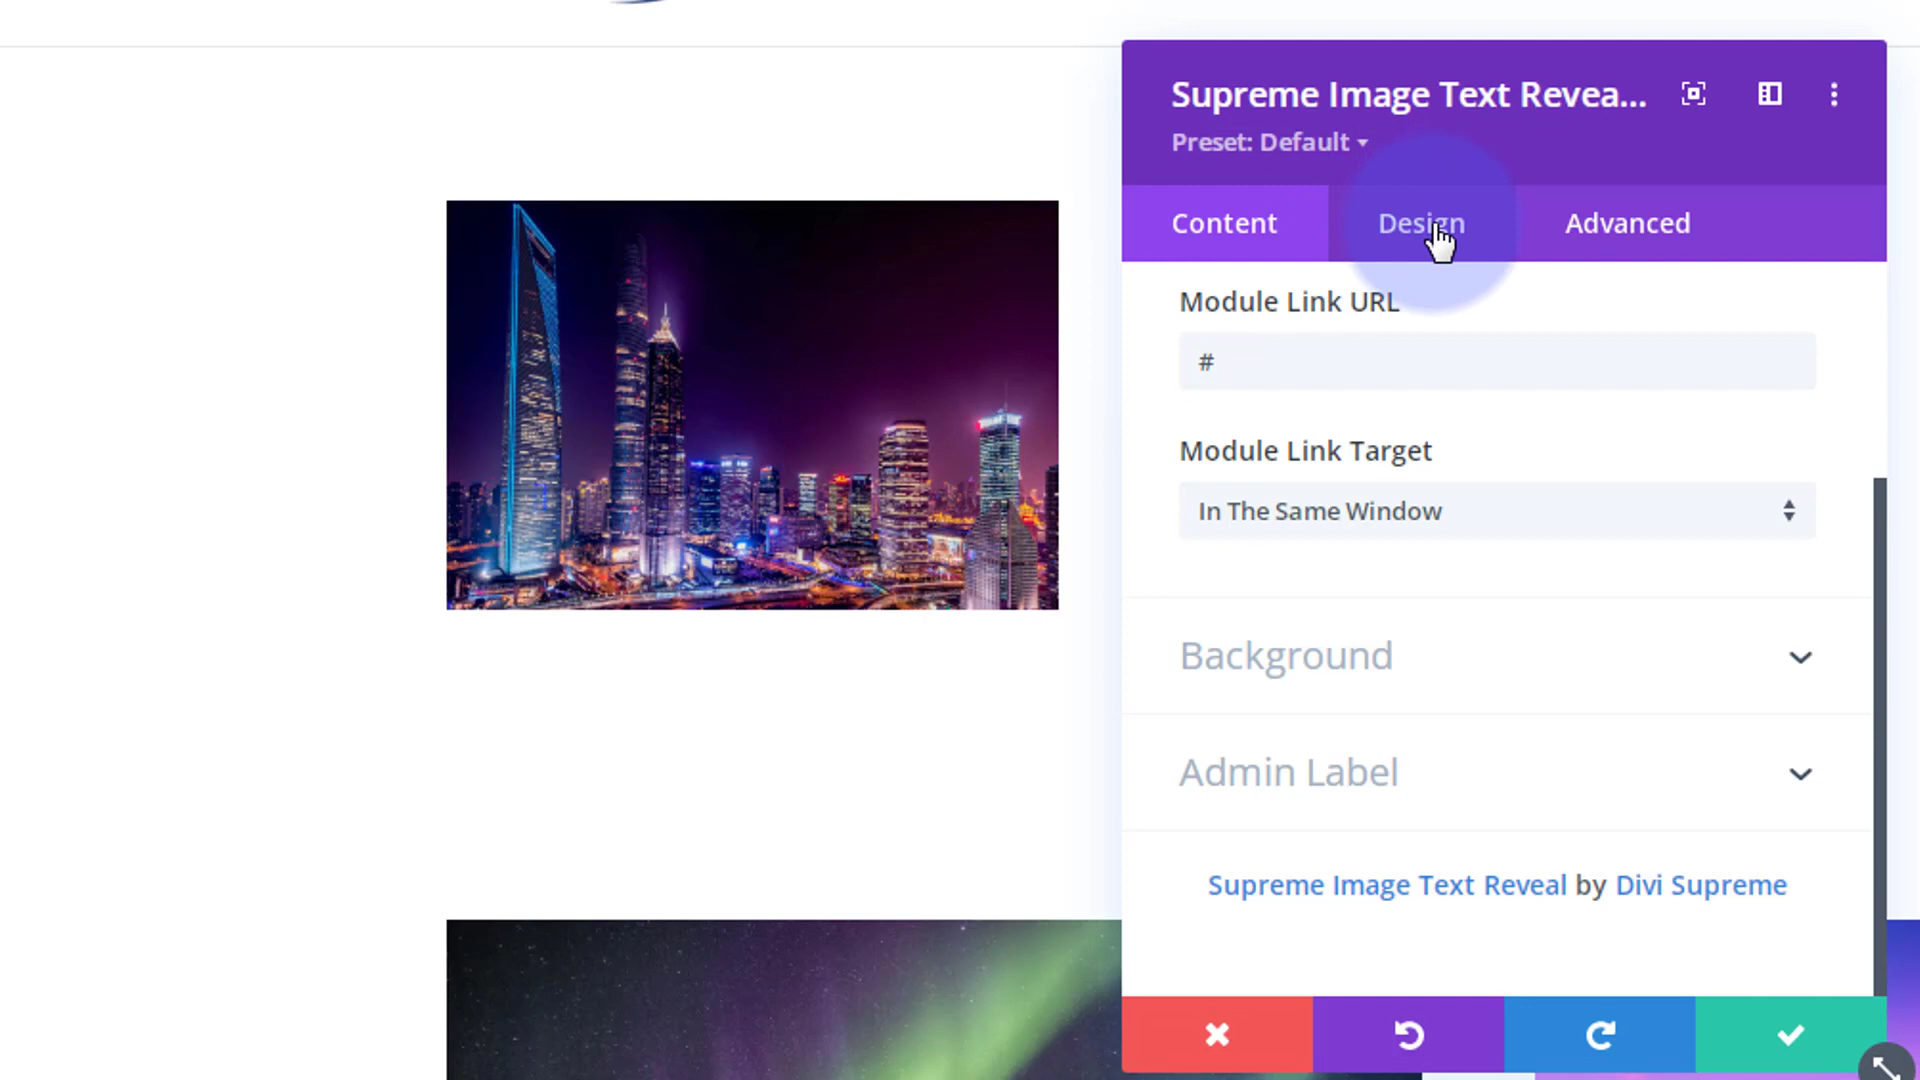 Supreme Image Text Revea...
Preset: Default
Content Design Advanced
Module Link URL
#
Module Link Target
In The Same Window
Background
Admin Label
Supreme Image Text Reveal by Divi Supreme